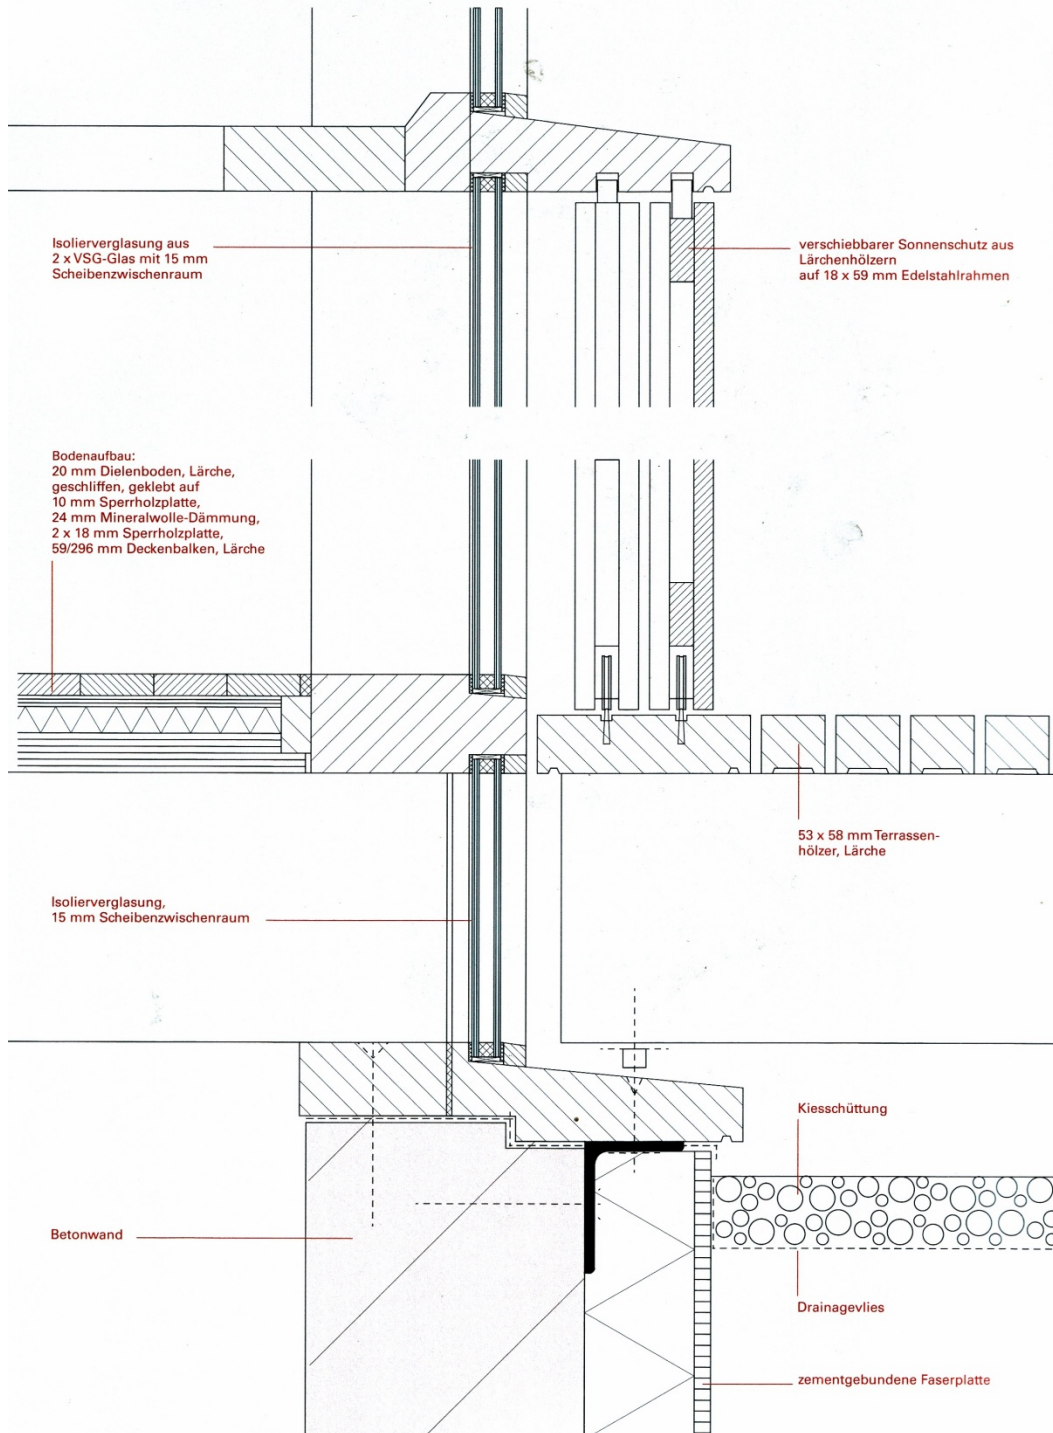 Isolierverglasung aus
2 x VSG-Glas mit 15 mm
Scheibenzwischenraum
verschiebbarer Sonnenschutz aus
Lärchenhölzern
auf 18 x 59 mm Edelstahlrahmen
Bodenaufbau:
20 mm Dielenboden, Lärche,
geschliffen, geklebt auf
10 mm Sperrholzplatte,
24 mm Mineralwolle-Dämmung,
2 x 18 mm Sperrholzplatte,
59/296 mm Deckenbalken, Lärche
53 x 58 mm Terrassen-
hölzer, Lärche
Isolierverglasung,
15 mm Scheibenzwischenraum
Kiesschüttung
Betonwand
Drainagevlies
zementgebundene Faserplatte